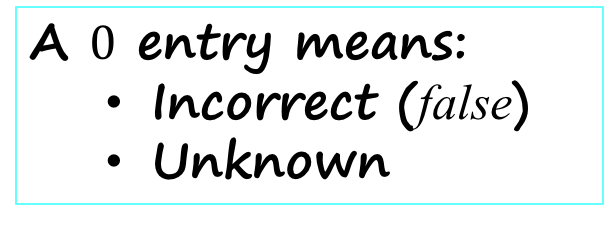 A 0 entry means:
• Incorrect (false)
• Unknown